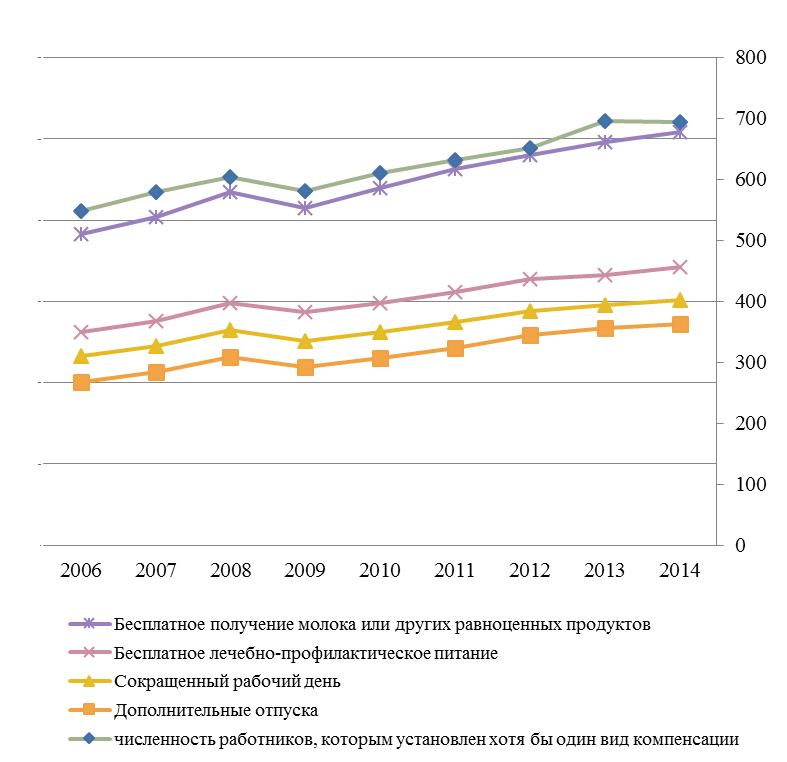 800
700
600
500
400
300
200
100
0
2006 2007 2008 2009 2010 2011 2012 2013 2014
Бесплатное получение молока или других равноценных продуктов
Бесплатное лечебно-профилактическое питание
Сокращенный рабочий день
Дополнительные отпуска
численность работников, которым установлен хотя бы один вид компенсации